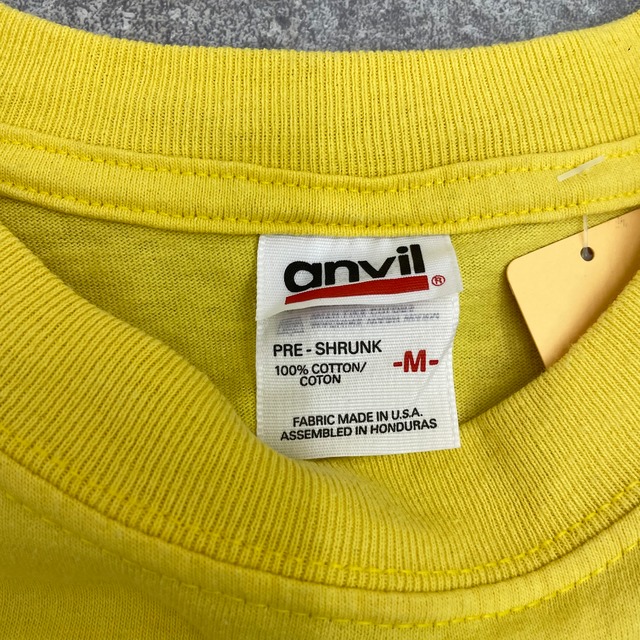 anvil®
PRE-SHRUNK
100% COTTON/
COTON
-M-
FABRIC MADE IN U.S.A.
ASSEMBLED IN HONDURAS